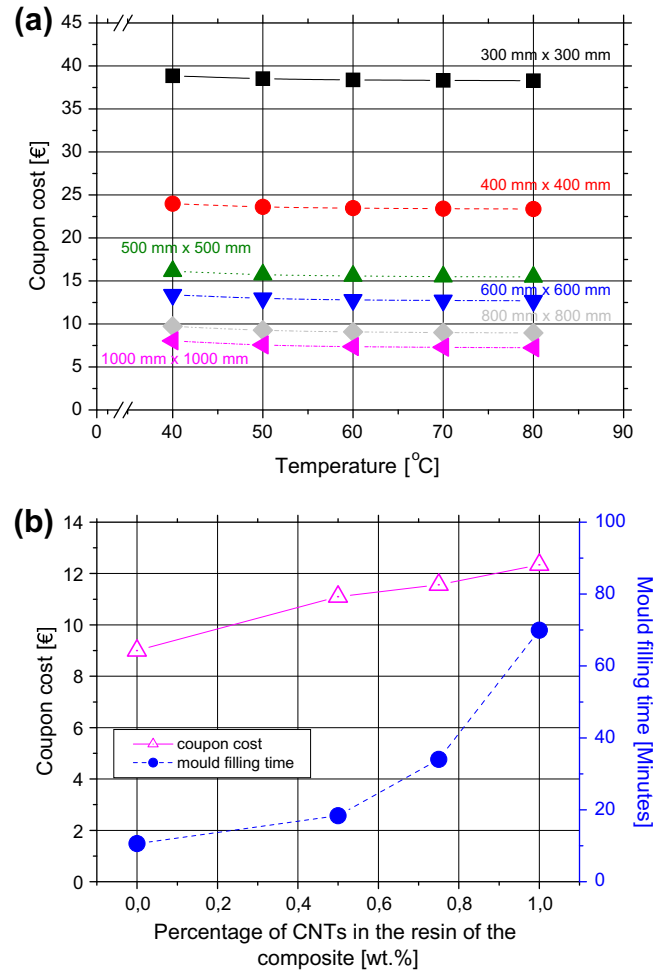 (a)
45
40
35
30
25
20
15
10
5
0
Coupon cost [€]
300 mm x 300 mm
400 mm x 400 mm
500 mm x 500 mm
600 mm x 600 mm
800 mm x 800 mm
1000 mm x 1000 mm
0 40 50 60 70 80 90
Temperature [°C]
(b)
14
12
10
8
6
4
2
0
Coupon cost [€]
coupon cost
mould filling time
100
80
60
40
20
0
Mould filling time [Minutes]
0,0 0,2 0,4 0,6 0,8 1,0
Percentage of CNTs in the resin of the
composite [wt.%]